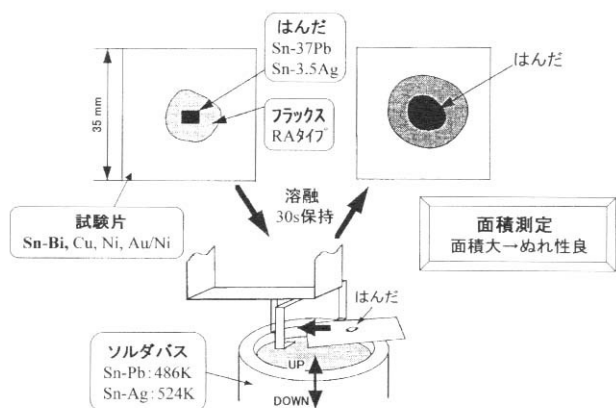 はんだ
Sn-37Pb
Sn-3.5Ag
はんだ
35 mm
フラックス
RAタイプ
溶融
30s保持
試験片
Sn-Bi, Cu, Ni, Au/Ni
面積測定
面積大→ぬれ性良
はんだ
ソルダバス
Sn-Pb:486K
Sn-Ag:524K
UP
DOWN